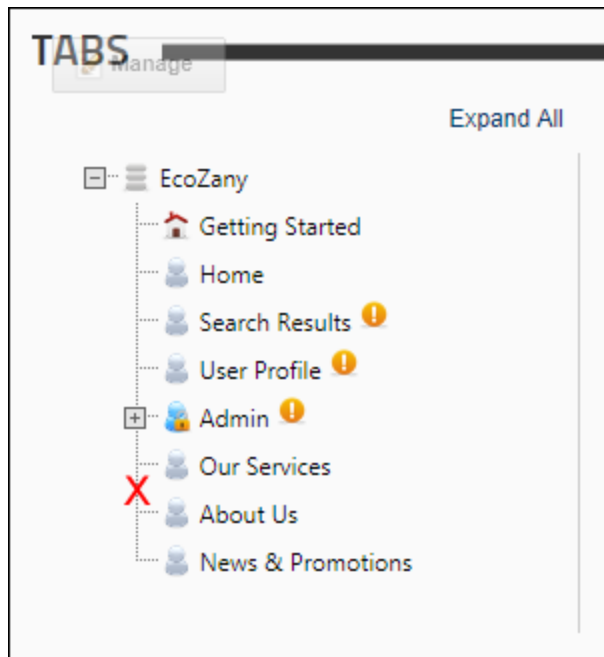 TABS
Manage
Expand All
EcoZany
Getting Started
Home
Search Results
User Profile
Admin
Our Services
X
About Us
News & Promotions